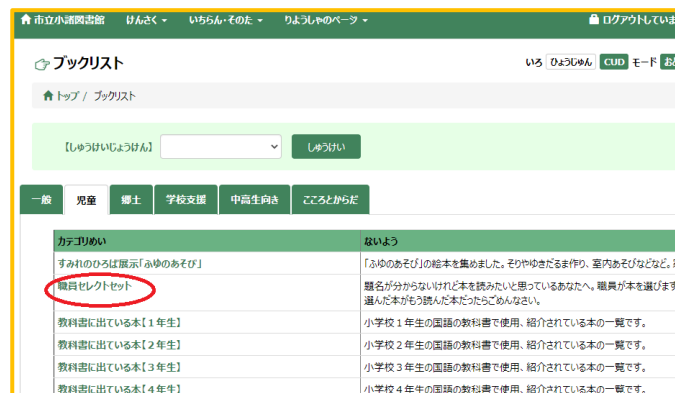 市立小諸図書館 けんさく いちらん・そのた りようしゃのページ ログアウトしていま
ブックリスト
いろ ひょうじゅん CUD モード
トップ / ブックリスト
【しゅうけいじょうけん】 しゅうけい
一般 児童 郷土 学校支援 中高生向き こころとからだ
カテゴリめい ないよう
すみれのひろば展示「ふゆのあそび」 「ふゆのあそび」の絵本を集めました。そりやゆきだるま作り、室内あそびなどなど。
職員セレクトセット 題名が分からないけれど本を読みたいと思っているあなたへ。職員が本を選びます
選んだ本がもう読んだ本だったらごめんなさい。
教科書に出ている本【1年生】 小学校1年生の国語の教科書で使用、紹介されている本の一覧です。
教科書に出ている本【2年生】 小学校2年生の国語の教科書で使用、紹介されている本の一覧です。
教科書に出ている本【3年生】 小学校3年生の国語の教科書で使用、紹介されている本の一覧です。
教科書に出ている本【4年生】 小学校4年生の国語の教科書で使用、紹介されている本の一覧です。